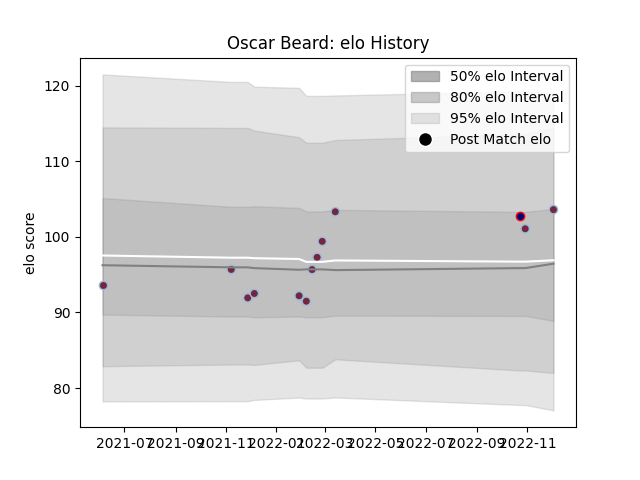 Oscar Beard: elo History
50% elo Interval
80% elo Interval
95% elo Interval
Post Match elo
elo score
120
110
100
90
80
2021-07 2021-09 2021-11 2022-01 2022-03 2022-05 2022-07 2022-09 2022-11